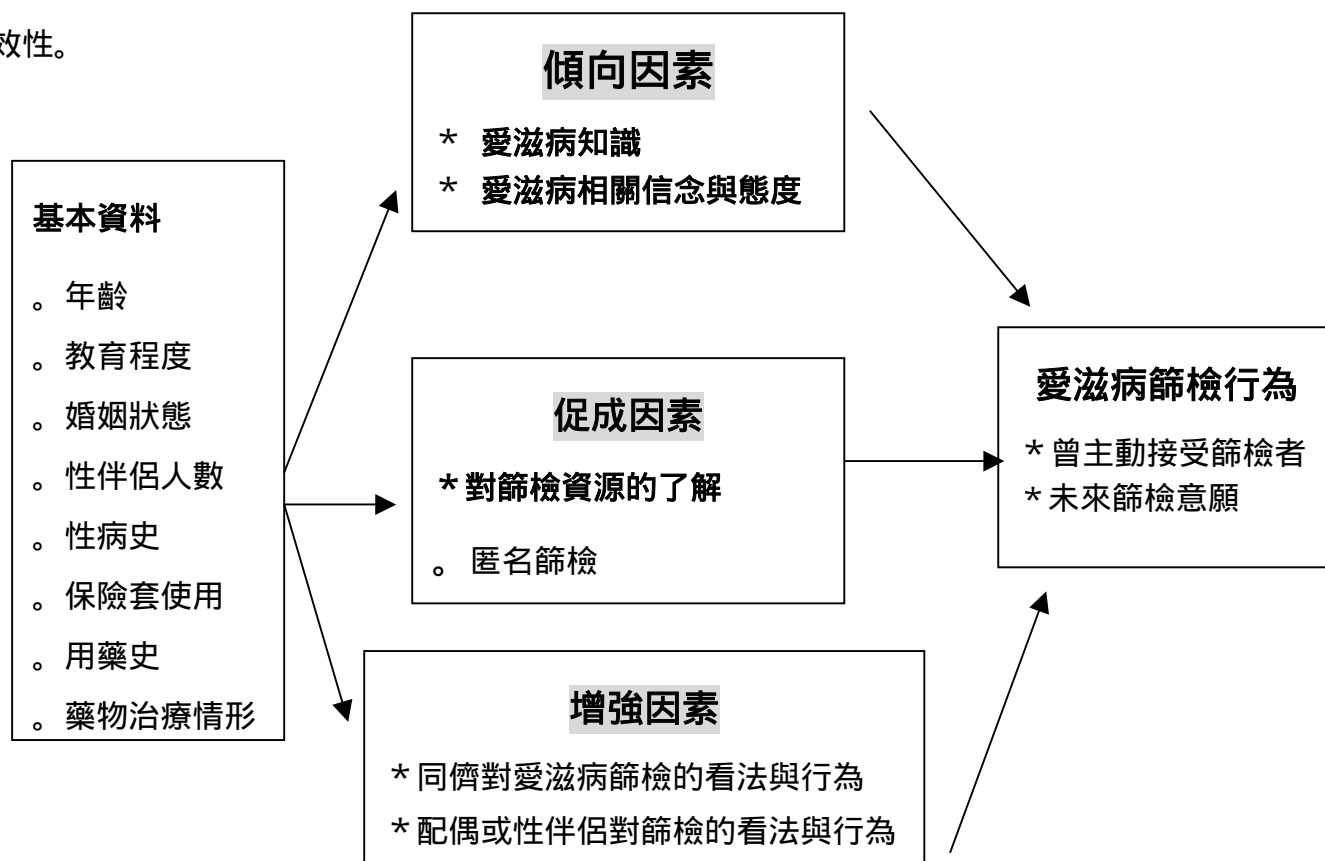 效性。
基本資料
。年齡
。教育程度
。婚姻狀態
。性伴侶人數
。性病史
。保險套使用
。用藥史
。藥物治療情形
傾向因素
* 愛滋病知識
* 愛滋病相關信念與態度
促成因素
*對篩檢資源的了解
。匿名篩檢
增強因素
*同儕對愛滋病篩檢的看法與行為
*配偶或性伴侶對篩檢的看法與行為
愛滋病篩檢行為
*曾主動接受篩檢者
*未來篩檢意願